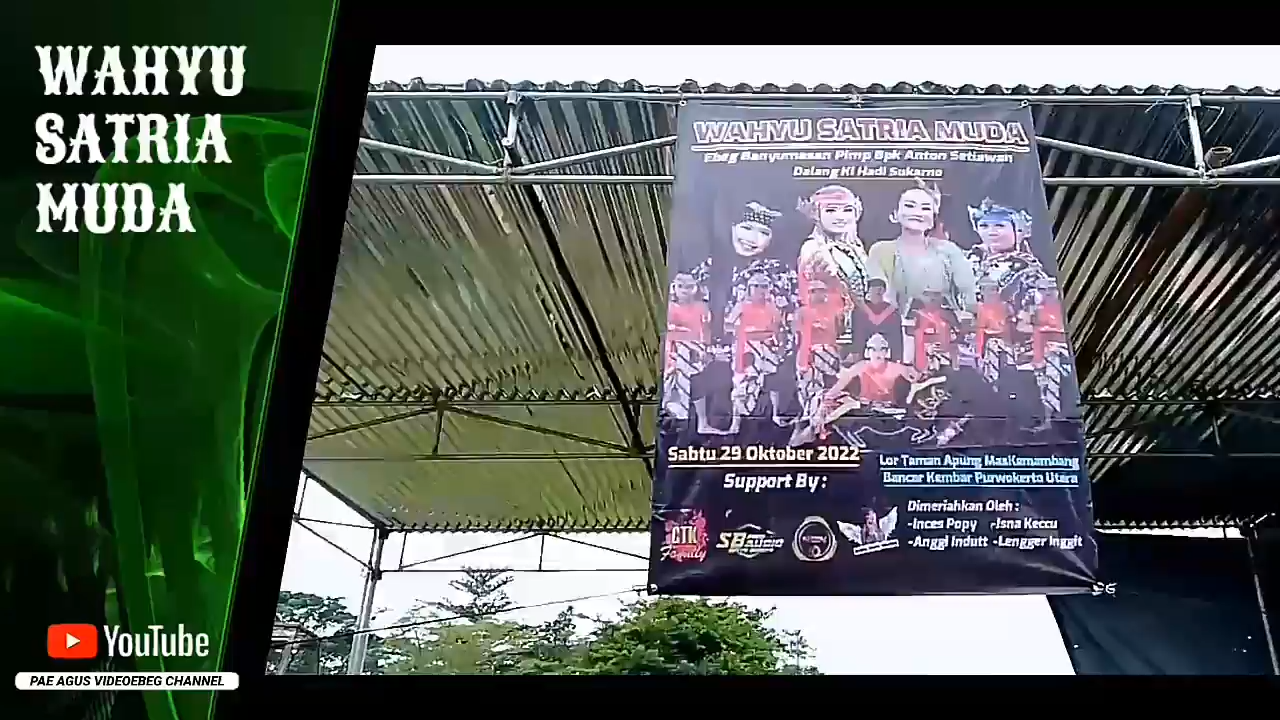 WAHYU
SATRIA
MUDA
YouTube
PAE AGUS VIDEOEBEG CHANNEL
WAHYU SATRIA MUDA
Ebeg Banyumasan Pimp Bpk Anton Setiawan
Dalang Ki Hadi Sukarno
Sabtu 29 Oktober 2022
Lor Taman Apung MasKemambang
Bancar Kembar Purwokerto Utara
Support By :
Dimeriahkan Oleh :
-Inces Popy -Isna Keccu
-Anggi Indutt -Lengger Inggit
GTK
Family
SB AUDIO